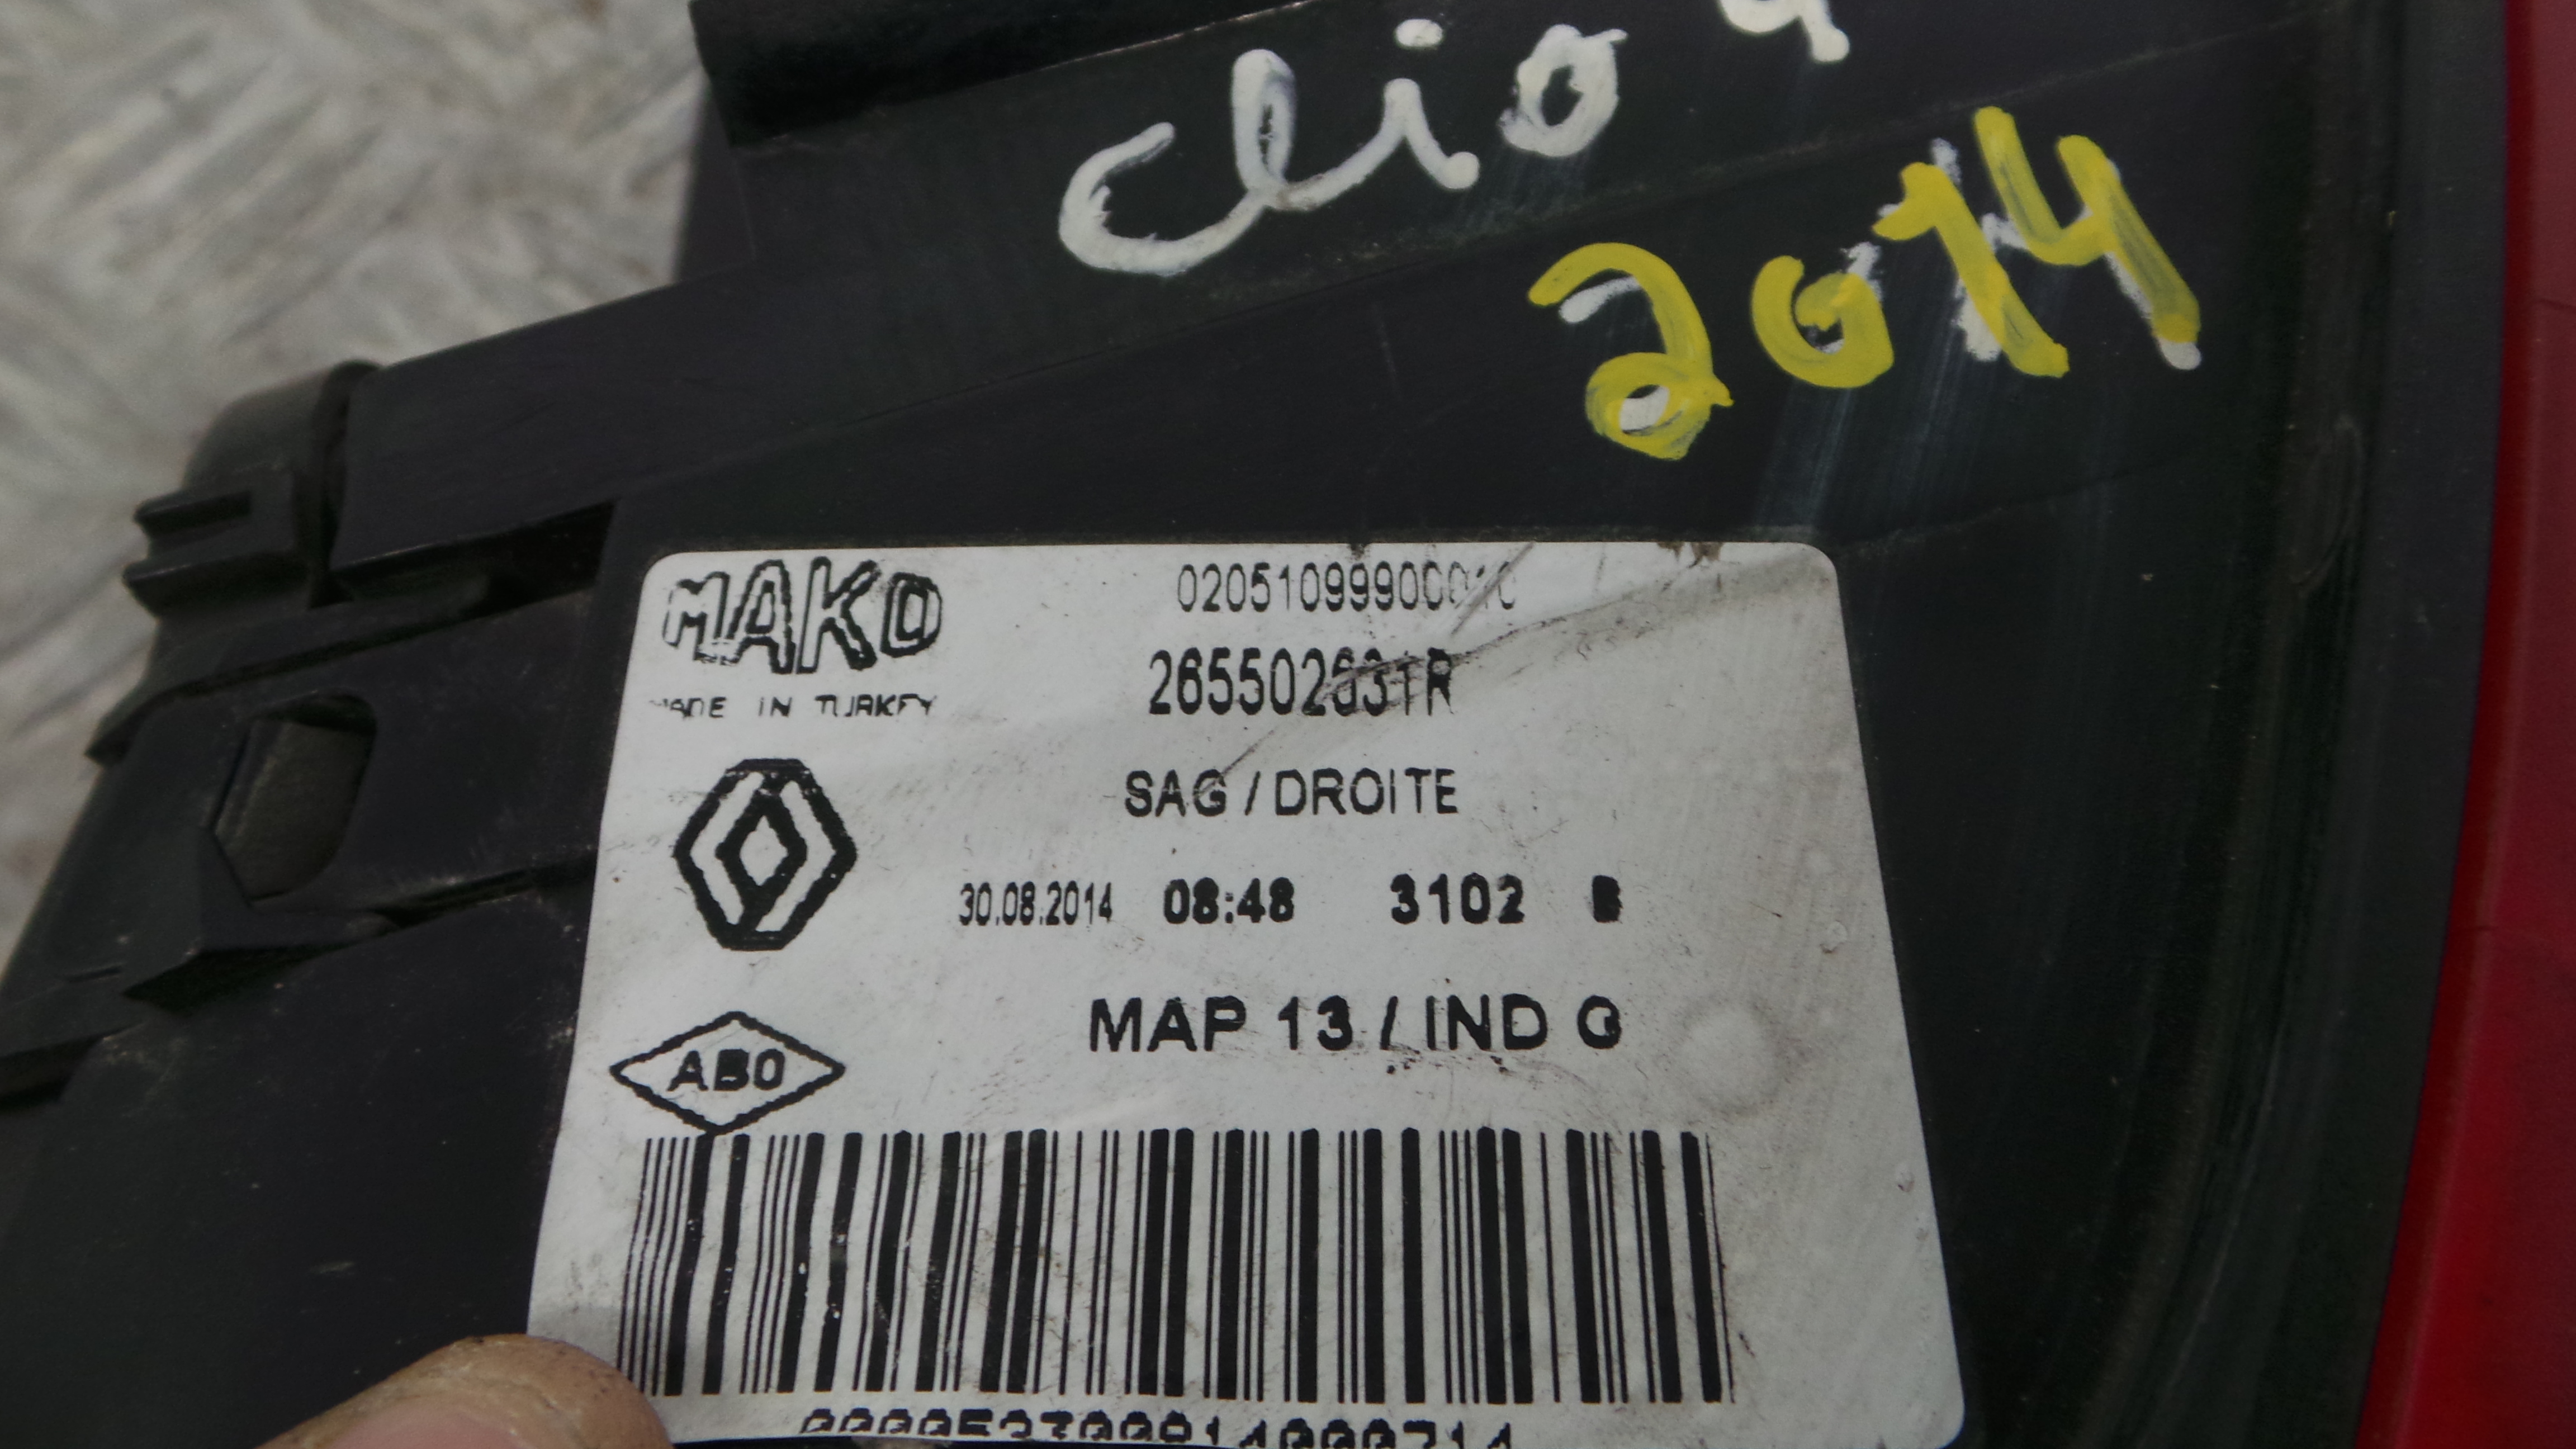 clio 4
2014
MAKO
MADE IN TURKEY
02051099900010
265502631R
SAG / DROITE
30.08.2014 08:48 3102 B
MAP 13 / IND G
ABO